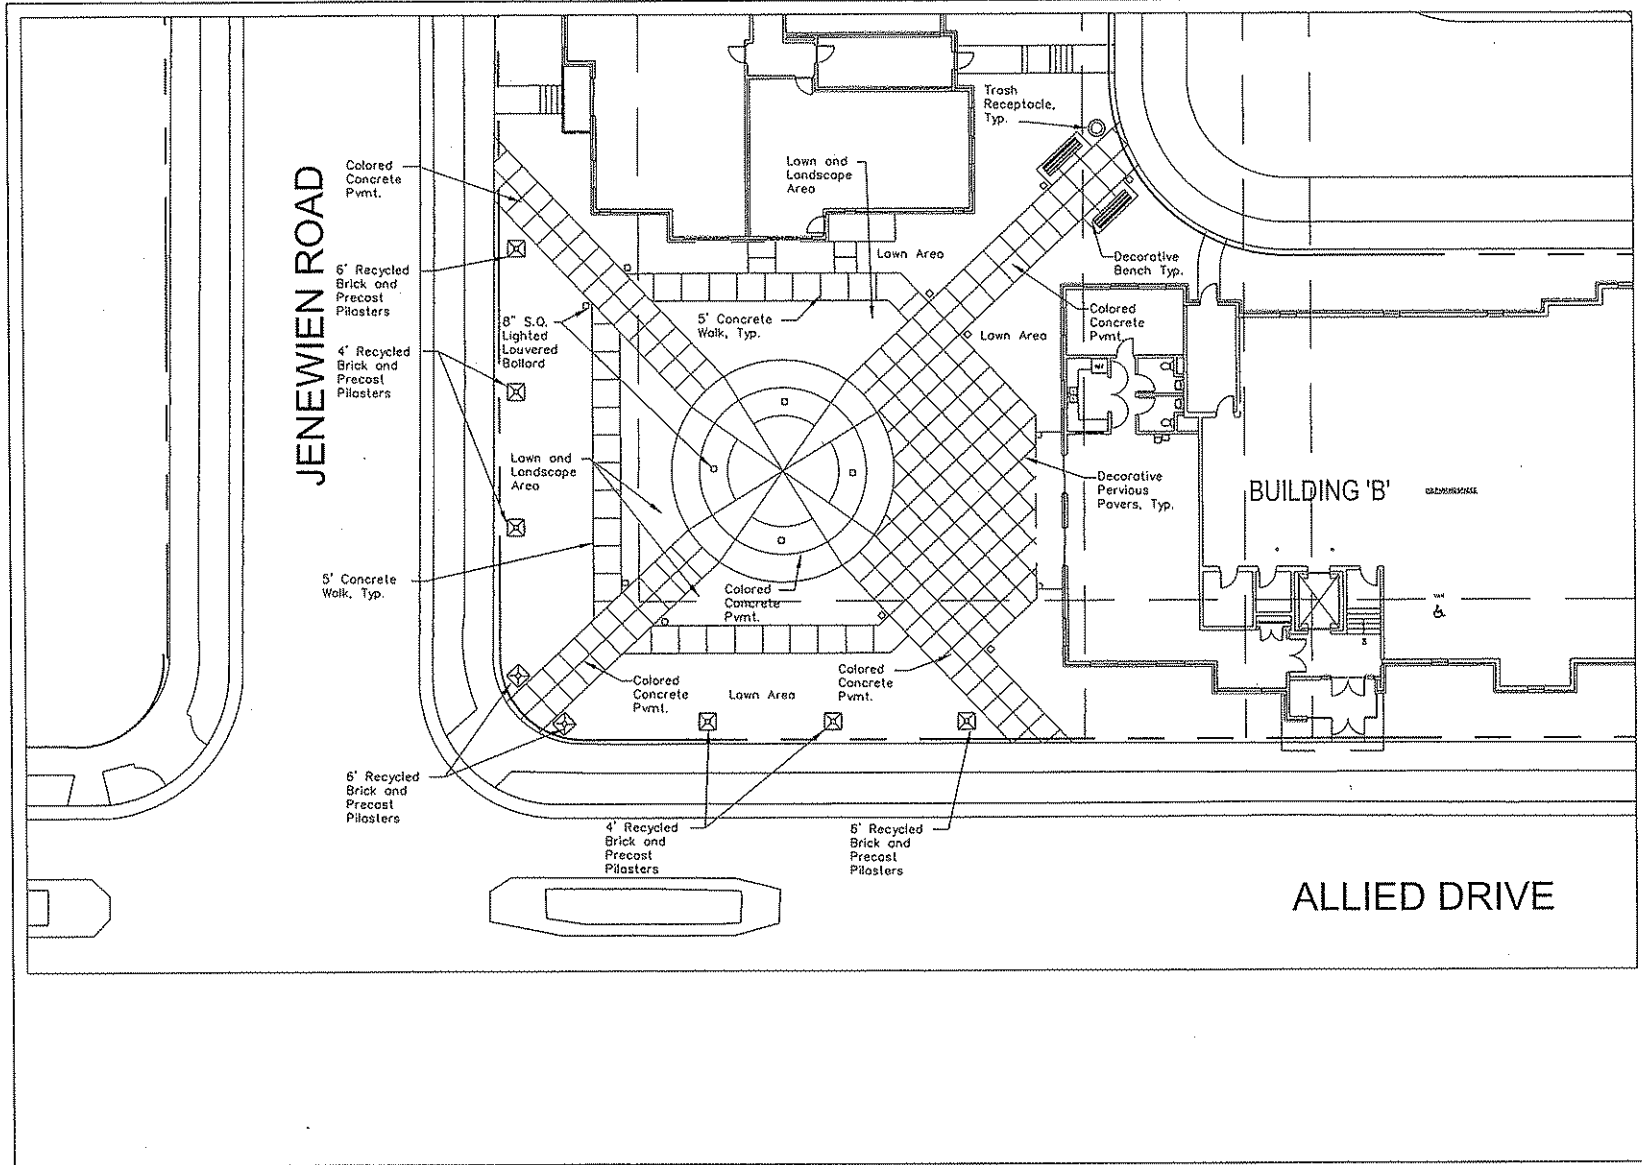 Trash
Receptacle,
Typ.
JENEWIEN ROAD
Colored
Concrete
Pvmt.
Lawn and
Landscape
Area
Lawn Area
Decorative
Bench Typ.
6' Recycled
Brick and
Precast
Pilasters
8" S.Q.
Lighted
Louvered
Bollard
5' Concrete
Walk, Typ.
Colored
Concrete
Pvmt.
Lawn Area
4' Recycled
Brick and
Precast
Pilasters
Lawn and
Landscape
Area
Decorative
Pervious
Pavers, Typ.
BUILDING 'B'
5' Concrete
Walk, Typ.
Colored
Concrete
Pvmt.
VAN
Colored
Concrete
Pvmt.
Lawn Area
Colored
Concrete
Pvmt.
6' Recycled
Brick and
Precast
Pilasters
4' Recycled
Brick and
Precast
Pilasters
6' Recycled
Brick and
Precast
Pilasters
ALLIED DRIVE